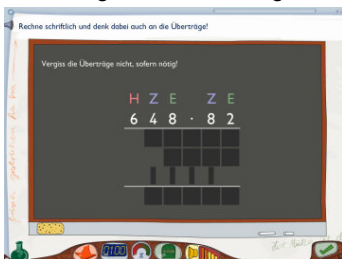 Rechne schriftlich und denk dabei auch an die Überträge!
Vergiss die Überträge nicht, sofern nötig!
H Z E Z E
6 4 8 · 8 2